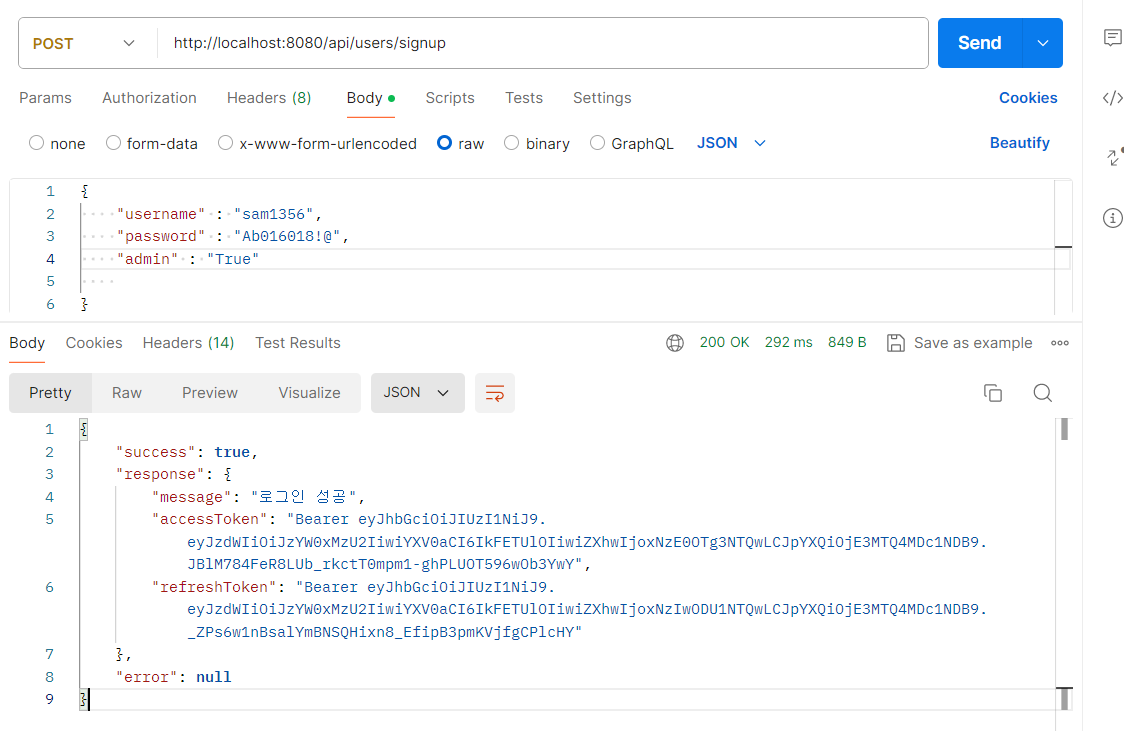 POST http://localhost:8080/api/users/signup Send
Params Authorization Headers (8) Body Scripts Tests Settings Cookies
none form-data x-www-form-urlencoded raw binary GraphQL JSON Beautify
1 {
2 "username" : "sam1356",
3 "password" : "Ab016018!@",
4 "admin" : "True"
5
6 }
Body Cookies Headers (14) Test Results 200 OK 292 ms 849 B Save as example
Pretty Raw Preview Visualize JSON
1 {
2 "success": true,
3 "response": {
4 "message": "로그인 성공",
5 "accessToken": "Bearer eyJhbGciOiJIUzI1NiJ9.
eyJzdWIiOiJzYW0xMzU2IiwiYXV0aCI6IkFETUlOIiwiZXhwIjoxNzE0OTg3NTQwLCJpYXQiOjE3MTQ4MDc1NDB9.
JBlM784FeR8LUb_rkctT0mpm1-ghPLUOT596wOb3YwY",
6 "refreshToken": "Bearer eyJhbGciOiJIUzI1NiJ9.
eyJzdWIiOiJzYW0xMzU2IiwiYXV0aCI6IkFETUlOIiwiZXhwIjoxNzIwODU1NTQwLCJpYXQiOjE3MTQ4MDc1NDB9.
_ZPs6w1nBsalYmBNSQHixn8_EfipB3pmKVjfgCPlcHY"
7 },
8 "error": null
9 }